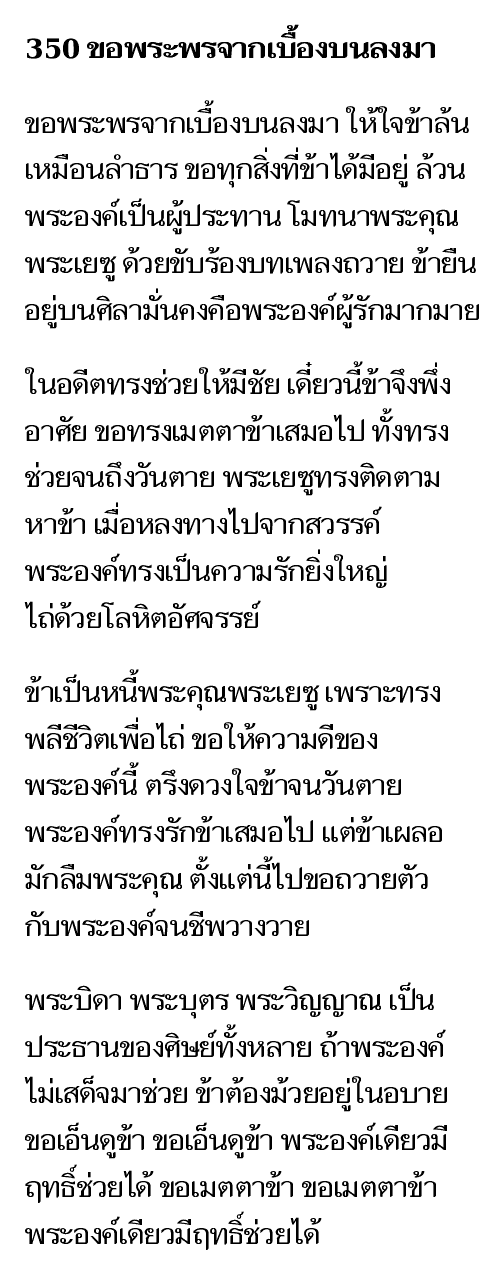 350 ขอพระพรจากเบื้องบนลงมา
ขอพระพรจากเบื้องบนลงมา ให้ใจข้าล้น
เหมือนลำธาร ขอทุกสิ่งที่ข้าได้มีอยู่ ล้วน
พระองค์เป็นผู้ประทาน โมทนาพระคุณ
พระเยซู ด้วยขับร้องบทเพลงถวาย ข้ายืน
อยู่บนศิลามั่นคงคือพระองค์ผู้รักมากมาย
ในอดีตทรงช่วยให้มีชัย เดี๋ยวนี้ข้าจึงพึ่ง
อาศัย ขอทรงเมตตาข้าเสมอไป ทั้งทรง
ช่วยจนถึงวันตาย พระเยซูทรงติดตาม
หาข้า เมื่อหลงทางไปจากสวรรค์
พระองค์ทรงเป็นความรักยิ่งใหญ่
ไถ่ด้วยโลหิตอัศจรรย์
ข้าเป็นหนี้พระคุณพระเยซู เพราะทรง
พลีชีวิตเพื่อไถ่ ขอให้ความดีของ
พระองค์นี้ ตรึงดวงใจข้าจนวันตาย
พระองค์ทรงรักข้าเสมอไป แต่ข้าเผลอ
มักลืมพระคุณ ตั้งแต่นี้ไปขอถวายตัว
กับพระองค์จนชีพวางวาย
พระบิดา พระบุตร พระวิญญาณ เป็น
ประธานของศิษย์ทั้งหลาย ถ้าพระองค์
ไม่เสด็จมาช่วย ข้าต้องม้วยอยู่ในอบาย
ขอเอ็นดูข้า ขอเอ็นดูข้า พระองค์เดียวมี
ฤทธิ์ช่วยได้ ขอเมตตาข้า ขอเมตตาข้า
พระองค์เดียวมีฤทธิ์ช่วยได้